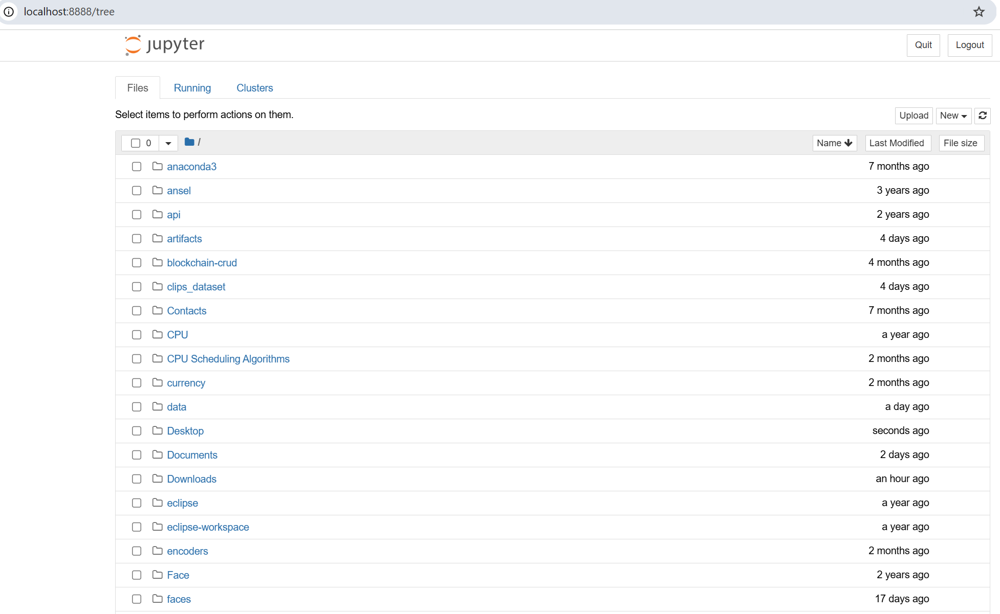 localhost:8888/tree
jupyter
Quit Logout
Files Running Clusters
Select items to perform actions on them.
Upload New
0 / Name Last Modified File size
anaconda3 7 months ago
ansel 3 years ago
api 2 years ago
artifacts 4 days ago
blockchain-crud 4 months ago
clips_dataset 4 days ago
Contacts 7 months ago
CPU a year ago
CPU Scheduling Algorithms 2 months ago
currency 2 months ago
data a day ago
Desktop seconds ago
Documents 2 days ago
Downloads an hour ago
eclipse a year ago
eclipse-workspace a year ago
encoders 2 months ago
Face 2 years ago
faces 17 days ago